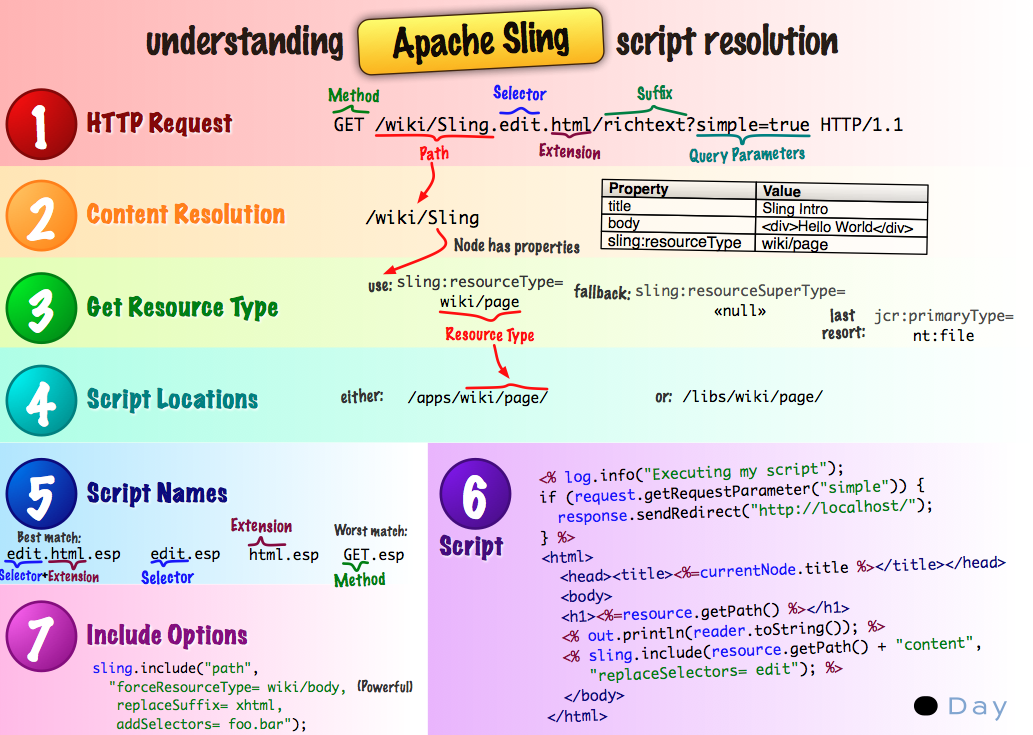 understanding Apache Sling script resolution
1 HTTP Request
Method Selector Suffix
GET /wiki/Sling.edit.html/richtext?simple=true HTTP/1.1
Path Extension Query Parameters
2 Content Resolution
/wiki/Sling
Node has properties
Property Value
title Sling Intro
body <div>Hello World</div>
sling:resourceType wiki/page
3 Get Resource Type
use: sling:resourceType=
wiki/page
Resource Type
fallback: sling:resourceSuperType=
«null»
last resort: jcr:primaryType=
nt:file
4 Script Locations
either: /apps/wiki/page/ or: /libs/wiki/page/
5 Script Names
Best match: Extension Worst match:
edit.html.esp edit.esp html.esp GET.esp
Selector+Extension Selector Method
6 Script
<% log.info("Executing my script");
if (request.getRequestParameter("simple")) {
response.sendRedirect("http://localhost/");
} %>
<html>
<head><title><%=currentNode.title %></title></head>
<body>
<h1><%=resource.getPath() %></h1>
<% out.println(reader.toString()); %>
<% sling.include(resource.getPath() + "content",
"replaceSelectors= edit"); %>
</body>
</html>
7 Include Options
sling.include("path",
"forceResourceType= wiki/body, (Powerful)
replaceSuffix= xhtml,
addSelectors= foo.bar");
Day